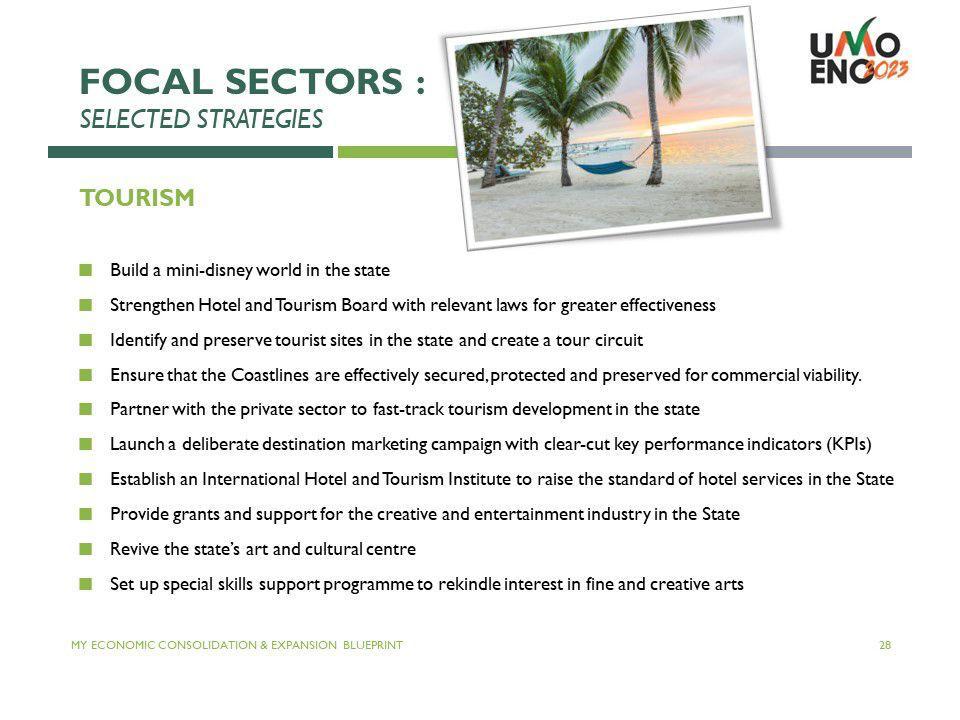 FOCAL SECTORS :
SELECTED STRATEGIES
UMO
ENO2023
TOURISM
Build a mini-disney world in the state
Strengthen Hotel and Tourism Board with relevant laws for greater effectiveness
Identify and preserve tourist sites in the state and create a tour circuit
Ensure that the Coastlines are effectively secured, protected and preserved for commercial viability.
Partner with the private sector to fast-track tourism development in the state
Launch a deliberate destination marketing campaign with clear-cut key performance indicators (KPIs)
Establish an International Hotel and Tourism Institute to raise the standard of hotel services in the State
Provide grants and support for the creative and entertainment industry in the State
Revive the state's art and cultural centre
Set up special skills support programme to rekindle interest in fine and creative arts
MY ECONOMIC CONSOLIDATION & EXPANSION BLUEPRINT 28